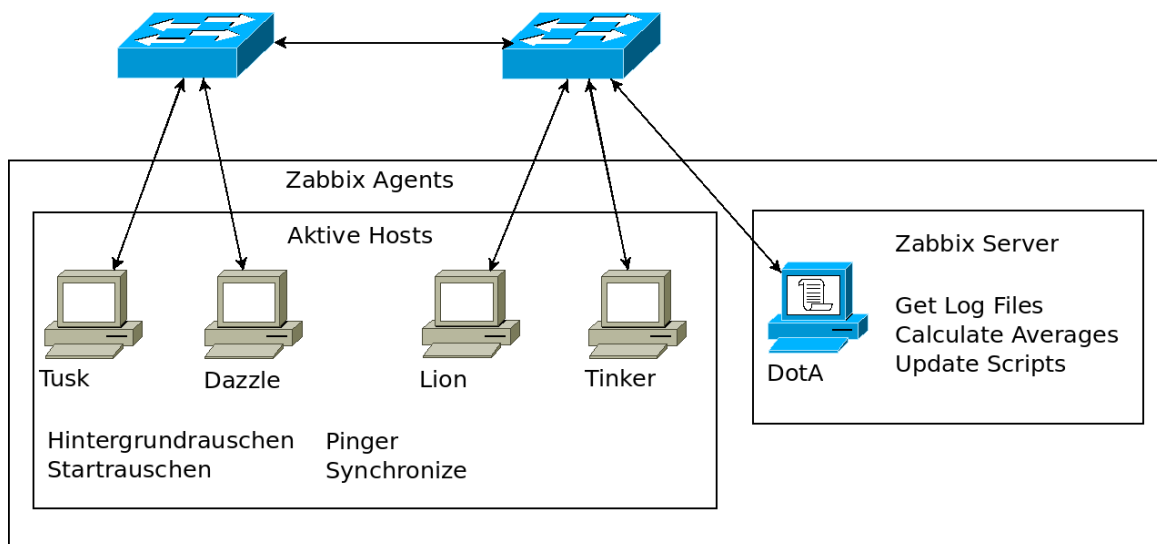 Zabbix Agents
Aktive Hosts
Zabbix Server
Get Log Files
Calculate Averages
Update Scripts
Tusk
Dazzle
Lion
Tinker
DotA
Hintergrundrauschen
Startrauschen
Pinger
Synchronize